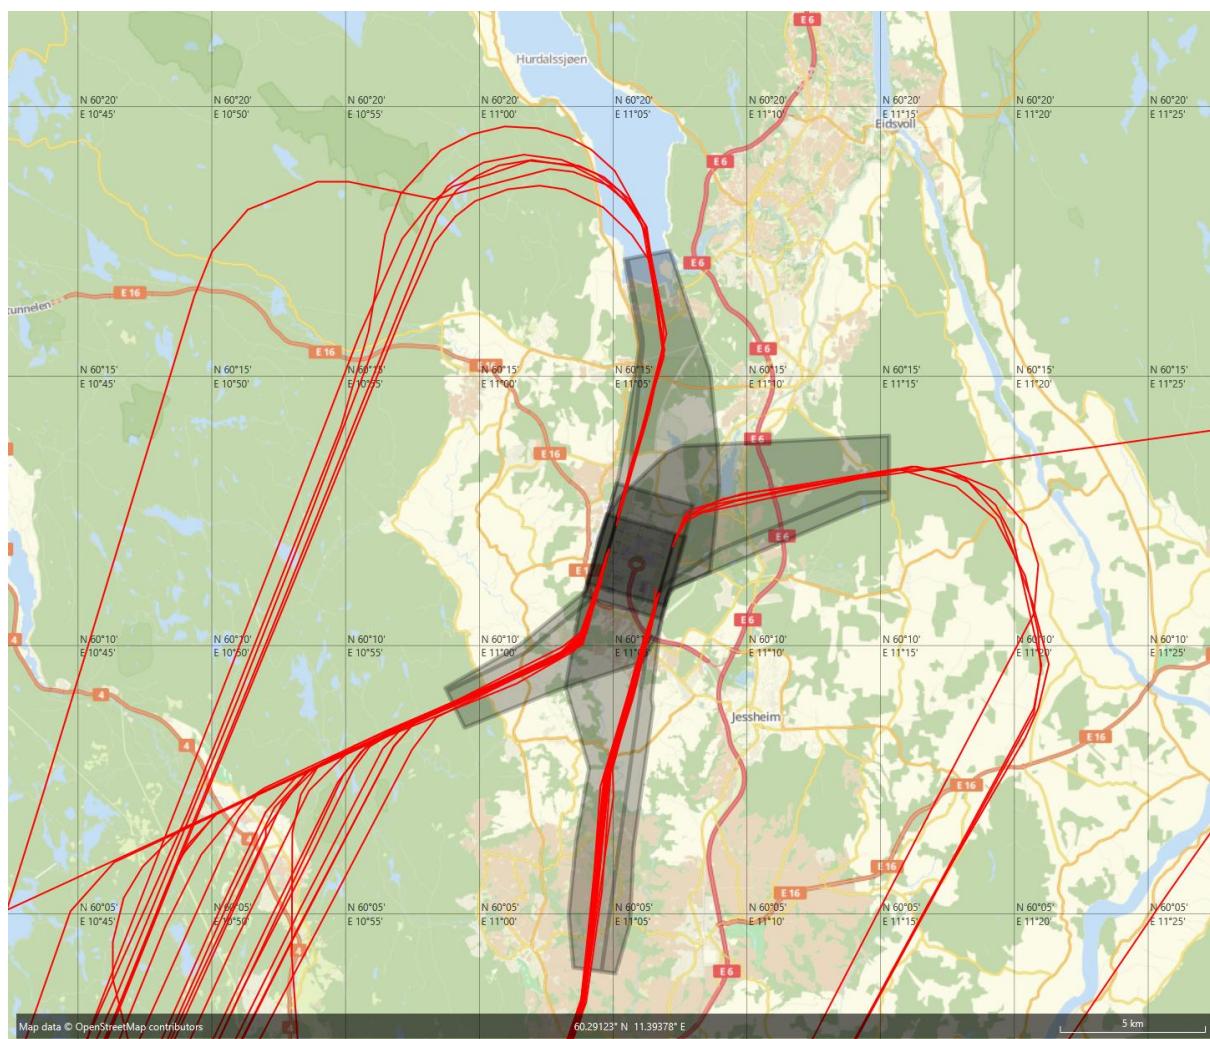 E 6
Hurdalssjøen
N 60°20' N 60°20' N 60°20' N 60°20' N 60°20' N 60°20' N 60°20' N 60°20' N 60°20'
E 10°45' E 10°50' E 10°55' E 11°00' E 11°05' E 11°10' E 11°15' E 11°20' E 11°25'
Eidsvoll
E 6
E 6
E 16
tunnelen
E 6
E 16
E 16
N 60°15' N 60°15' N 60°15' N 60°15' N 60°15' N 60°15' N 60°15' N 60°15' N 60°15'
E 10°45' E 10°50' E 10°55' E 11°00' E 11°05' E 11°10' E 11°15' E 11°20' E 11°25'
E 6
E 16
E 6
E 6
4
N 60°10' N 60°10' N 60°10' N 60°10' N 60°10' N 60°10' N 60°10' N 60°10'
E 10°45' E 10°50' E 10°55' E 11°00' E 11°05' E 11°10' E 11°15' E 11°20' E 11°25'
4
Jessheim
E 16
4
E 16
E 16
E 16
N 60°05' N 60°05' N 60°05' N 60°05' N 60°05' N 60°05' N 60°05' N 60°05' N 60°05'
E 10°45' E 10°50' E 10°55' E 11°00' E 11°05' E 11°10' E 11°15' E 11°20' E 11°25'
4
E 6
4
Map data © OpenStreetMap contributors 60.29123° N 11.39378° E 5 km